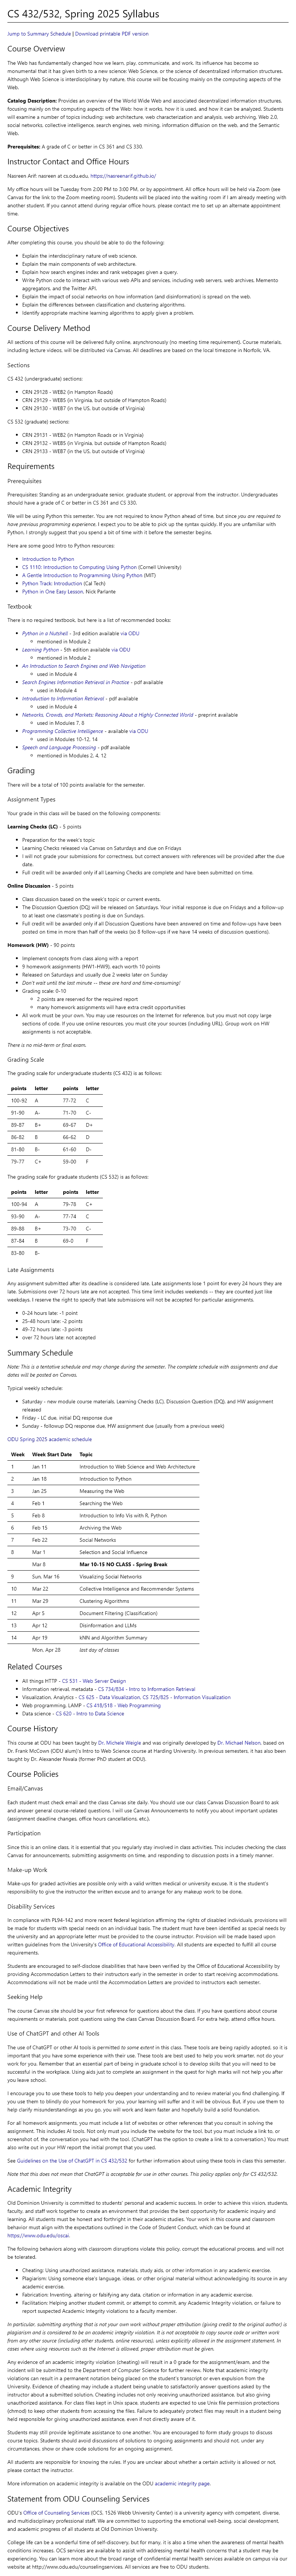 CS 432/532, Spring 2025 Syllabus
Jump to Summary Schedule | Download printable PDF version
Course Overview
The Web has fundamentally changed how we learn, play, communicate, and work. Its influence has become so
monumental that it has given birth to a new science: Web Science, or the science of decentralized information structures.
Although Web Science is interdisciplinary by nature, this course will be focusing mainly on the computing aspects of the
Web.
Catalog Description: Provides an overview of the World Wide Web and associated decentralized information structures,
focusing mainly on the computing aspects of the Web: how it works, how it is used, and how it can be analyzed. Students
will examine a number of topics including: web architecture, web characterization and analysis, web archiving, Web 2.0,
social networks, collective intelligence, search engines, web mining, information diffusion on the web, and the Semantic
Web.
Prerequisites: A grade of C or better in CS 361 and CS 330.
Instructor Contact and Office Hours
Nasreen Arif: nasreen at cs.odu.edu, https://nasreenarif.github.io/
My office hours will be Tuesday from 2:00 PM to 3:00 PM, or by appointment. All office hours will be held via Zoom (see
Canvas for the link to the Zoom meeting room). Students will be placed into the waiting room if I am already meeting with
another student. If you cannot attend during regular office hours, please contact me to set up an alternate appointment
time.
Course Objectives
After completing this course, you should be able to do the following:
Explain the interdisciplinary nature of web science.
Explain the main components of web architecture.
Explain how search engines index and rank webpages given a query.
Write Python code to interact with various web APIs and services, including web servers, web archives, Memento
aggregators, and the Twitter API.
Explain the impact of social networks on how information (and disinformation) is spread on the web.
Explain the differences between classification and clustering algorithms.
Identify appropriate machine learning algorithms to apply given a problem.
Course Delivery Method
All sections of this course will be delivered fully online, asynchronously (no meeting time requirement). Course materials,
including lecture videos, will be distributed via Canvas. All deadlines are based on the local timezone in Norfolk, VA.
Sections
CS 432 (undergraduate) sections:
CRN 29128 - WEB2 (in Hampton Roads)
CRN 29129 - WEB5 (in Virginia, but outside of Hampton Roads)
CRN 29130 - WEB7 (in the US, but outside of Virginia)
CS 532 (graduate) sections:
CRN 29131 - WEB2 (in Hampton Roads or in Virginia)
CRN 29132 - WEB5 (in Virginia, but outside of Hampton Roads)
CRN 29133 - WEB7 (in the US, but outside of Virginia)
Requirements
Prerequisites
Prerequisites: Standing as an undergraduate senior, graduate student, or approval from the instructor. Undergraduates
should have a grade of C or better in CS 361 and CS 330.
We will be using Python this semester. You are not required to know Python ahead of time, but since you are required to
have previous programming experience, I expect you to be able to pick up the syntax quickly. If you are unfamiliar with
Python, I strongly suggest that you spend a bit of time with it before the semester begins.
Here are some good Intro to Python resources:
Introduction to Python
CS 1110: Introduction to Computing Using Python (Cornell University)
A Gentle Introduction to Programming Using Python (MIT)
Python Track: Introduction (Cal Tech)
Python in One Easy Lesson, Nick Parlante
Textbook
There is no required textbook, but here is a list of recommended books:
Python in a Nutshell - 3rd edition available via ODU
mentioned in Module 2
Learning Python - 5th edition available via ODU
mentioned in Module 2
An Introduction to Search Engines and Web Navigation
used in Module 4
Search Engines Information Retrieval in Practice - pdf available
used in Module 4
Introduction to Information Retrieval - pdf available
used in Module 4
Networks, Crowds, and Markets: Reasoning About a Highly Connected World - preprint available
used in Modules 7, 8
Programming Collective Intelligence - available via ODU
used in Modules 10-12, 14
Speech and Language Processing - pdf available
mentioned in Modules 2, 4, 12
Grading
There will be a total of 100 points available for the semester.
Assignment Types
Your grade in this class will be based on the following components:
Learning Checks (LC) - 5 points
Preparation for the week's topic
Learning Checks released via Canvas on Saturdays and due on Fridays
I will not grade your submissions for correctness, but correct answers with references will be provided after the due
date.
Full credit will be awarded only if all Learning Checks are complete and have been submitted on time.
Online Discussion - 5 points
Class discussion based on the week's topic or current events.
The Discussion Question (DQ) will be released on Saturdays. Your initial response is due on Fridays and a follow-up
to at least one classmate's posting is due on Sundays.
Full credit will be awarded only if all Discussion Questions have been answered on time and follow-ups have been
posted on time in more than half of the weeks (so 8 follow-ups if we have 14 weeks of discussion questions).
Homework (HW) - 90 points
Implement concepts from class along with a report
9 homework assignments (HW1-HW9), each worth 10 points
Released on Saturdays and usually due 2 weeks later on Sunday
Don't wait until the last minute -- these are hard and time-consuming!
Grading scale: 0-10
2 points are reserved for the required report
many homework assignments will have extra credit opportunities
All work must be your own. You may use resources on the Internet for reference, but you must not copy large
sections of code. If you use online resources, you must cite your sources (including URL). Group work on HW
assignments is not acceptable.
There is no mid-term or final exam.
Grading Scale
The grading scale for undergraduate students (CS 432) is as follows:
points letter points letter
100-92 A 77-72 C
91-90 A- 71-70 C-
89-87 B+ 69-67 D+
86-82 B 66-62 D
81-80 B- 61-60 D-
79-77 C+ 59-00 F
The grading scale for graduate students (CS 532) is as follows:
points letter points letter
100-94 A 79-78 C+
93-90 A- 77-74 C
89-88 B+ 73-70 C-
87-84 B 69-0 F
83-80 B-
Late Assignments
Any assignment submitted after its deadline is considered late. Late assignments lose 1 point for every 24 hours they are
late. Submissions over 72 hours late are not accepted. This time limit includes weekends -- they are counted just like
weekdays. I reserve the right to specify that late submissions will not be accepted for particular assignments.
0-24 hours late: -1 point
25-48 hours late: -2 points
49-72 hours late: -3 points
over 72 hours late: not accepted
Summary Schedule
Note: This is a tentative schedule and may change during the semester. The complete schedule with assignments and due
dates will be posted on Canvas.
Typical weekly schedule:
Saturday - new module course materials, Learning Checks (LC), Discussion Question (DQ), and HW assignment
released
Friday - LC due, initial DQ response due
Sunday - followup DQ response due, HW assignment due (usually from a previous week)
ODU Spring 2025 academic schedule
Week Week Start Date Topic
1 Jan 11 Introduction to Web Science and Web Architecture
2 Jan 18 Introduction to Python
3 Jan 25 Measuring the Web
4 Feb 1 Searching the Web
5 Feb 8 Introduction to Info Vis with R, Python
6 Feb 15 Archiving the Web
7 Feb 22 Social Networks
8 Mar 1 Selection and Social Influence
Mar 8 Mar 10-15 NO CLASS - Spring Break
9 Sun, Mar 16 Visualizing Social Networks
10 Mar 22 Collective Intelligence and Recommender Systems
11 Mar 29 Clustering Algorithms
12 Apr 5 Document Filtering (Classification)
13 Apr 12 Disinformation and LLMs
14 Apr 19 kNN and Algorithm Summary
Mon, Apr 28 last day of classes
Related Courses
All things HTTP - CS 531 - Web Server Design
Information retrieval, metadata - CS 734/834 - Intro to Information Retrieval
Visualization, Analytics - CS 625 - Data Visualization, CS 725/825 - Information Visualization
Web programming, LAMP - CS 418/518 - Web Programming
Data science - CS 620 - Intro to Data Science
Course History
This course at ODU has been taught by Dr. Michele Weigle and was originally developed by Dr. Michael Nelson, based on
Dr. Frank McCown (ODU alum)'s Intro to Web Science course at Harding University. In previous semesters, it has also been
taught by Dr. Alexander Nwala (former PhD student at ODU).
Course Policies
Email/Canvas
Each student must check email and the class Canvas site daily. You should use our class Canvas Discussion Board to ask
and answer general course-related questions. I will use Canvas Announcements to notify you about important updates
(assignment deadlines, office hours cancellations, etc.).
Participation
Since this is an online class, it is essential that you regularly stay involved in class activities. This includes checking the class
Canvas for announcements, submitting assignments on time, and responding to discussion posts in a timely manner.
Make-up Work
Make-ups for graded activities are possible only with a valid written medical or university excuse. It is the student's
responsibility to give the instructor the written excuse and to arrange for any makeup work to be done.
Disability Services
In compliance with PL94-142 and more recent federal legislation affirming the rights of disabled individuals, provisions will
be made for students with special needs on an individual basis. The student must have been identified as special needs by
the university and an appropriate letter must be provided to the course instructor. Provision will be made based upon
written guidelines from the University's Office of Educational Accessibility. All students are expected to fulfill all course
requirements.
Students are encouraged to self-disclose disabilities that have been verified by the Office of Educational Accessibility by
providing Accommodation Letters to their instructors early in the semester in order to start receiving accommodations.
Accommodations will not be made until the Accommodation Letters are provided to instructors each semester.
Seeking Help
The course Canvas site should be your first reference for questions about the class. If you have questions about course
requirements or materials, post questions using the class Canvas Discussion Board. For extra help, attend office hours.
Use of ChatGPT and other AI Tools
The use of ChatGPT or other AI tools is permitted to some extent in this class. These tools are being rapidly adopted, so it is
important that you have some experience with their use. These tools are best used to help you work smarter, not do your
work for you. Remember that an essential part of being in graduate school is to develop skills that you will need to be
successful in the workplace. Using aids just to complete an assignment in the quest for high marks will not help you after
you leave school.
I encourage you to use these tools to help you deepen your understanding and to review material you find challenging. If
you use them to blindly do your homework for you, your learning will suffer and it will be obvious. But, if you use them to
help clarify misunderstandings as you go, you will work and learn faster and hopefully build a solid foundation.
For all homework assignments, you must include a list of websites or other references that you consult in solving the
assignment. This includes AI tools. Not only must you include the website for the tool, but you must include a link to, or
transcript of, the conversation you had with the tool. (ChatGPT has the option to create a link to a conversation.) You must
also write out in your HW report the initial prompt that you used.
See Guidelines on the Use of ChatGPT in CS 432/532 for further information about using these tools in class this semester.
Note that this does not mean that ChatGPT is acceptable for use in other courses. This policy applies only for CS 432/532.
Academic Integrity
Old Dominion University is committed to students' personal and academic success. In order to achieve this vision, students,
faculty, and staff work together to create an environment that provides the best opportunity for academic inquiry and
learning. All students must be honest and forthright in their academic studies. Your work in this course and classroom
behavior must align with the expectations outlined in the Code of Student Conduct, which can be found at
https://www.odu.edu/oscai.
The following behaviors along with classroom disruptions violate this policy, corrupt the educational process, and will not
be tolerated.
Cheating: Using unauthorized assistance, materials, study aids, or other information in any academic exercise.
Plagiarism: Using someone else's language, ideas, or other original material without acknowledging its source in any
academic exercise.
Fabrication: Inventing, altering or falsifying any data, citation or information in any academic exercise.
Facilitation: Helping another student commit, or attempt to commit, any Academic Integrity violation, or failure to
report suspected Academic Integrity violations to a faculty member.
In particular, submitting anything that is not your own work without proper attribution (giving credit to the original author) is
plagiarism and is considered to be an academic integrity violation. It is not acceptable to copy source code or written work
from any other source (including other students, online resources), unless explicitly allowed in the assignment statement. In
cases where using resources such as the Internet is allowed, proper attribution must be given.
Any evidence of an academic integrity violation (cheating) will result in a 0 grade for the assignment/exam, and the
incident will be submitted to the Department of Computer Science for further review. Note that academic integrity
violations can result in a permanent notation being placed on the student's transcript or even expulsion from the
University. Evidence of cheating may include a student being unable to satisfactorily answer questions asked by the
instructor about a submitted solution. Cheating includes not only receiving unauthorized assistance, but also giving
unauthorized assistance. For class files kept in Unix space, students are expected to use Unix file permission protections
(chmod) to keep other students from accessing the files. Failure to adequately protect files may result in a student being
held responsible for giving unauthorized assistance, even if not directly aware of it.
Students may still provide legitimate assistance to one another. You are encouraged to form study groups to discuss
course topics. Students should avoid discussions of solutions to ongoing assignments and should not, under any
circumstances, show or share code solutions for an ongoing assignment.
All students are responsible for knowing the rules. If you are unclear about whether a certain activity is allowed or not,
please contact the instructor.
More information on academic integrity is available on the ODU academic integrity page.
Statement from ODU Counseling Services
ODU's Office of Counseling Services (OCS, 1526 Webb University Center) is a university agency with competent, diverse,
and multidisciplinary professional staff. We are committed to supporting the emotional well-being, social development,
and academic progress of all students at Old Dominion University.
College life can be a wonderful time of self-discovery, but for many, it is also a time when the awareness of mental health
conditions increases. OCS services are available to assist with addressing mental health concerns that a student may be
experiencing. You can learn more about the broad range of confidential mental health services available on campus via our
website at http://www.odu.edu/counselingservices. All services are free to ODU students.